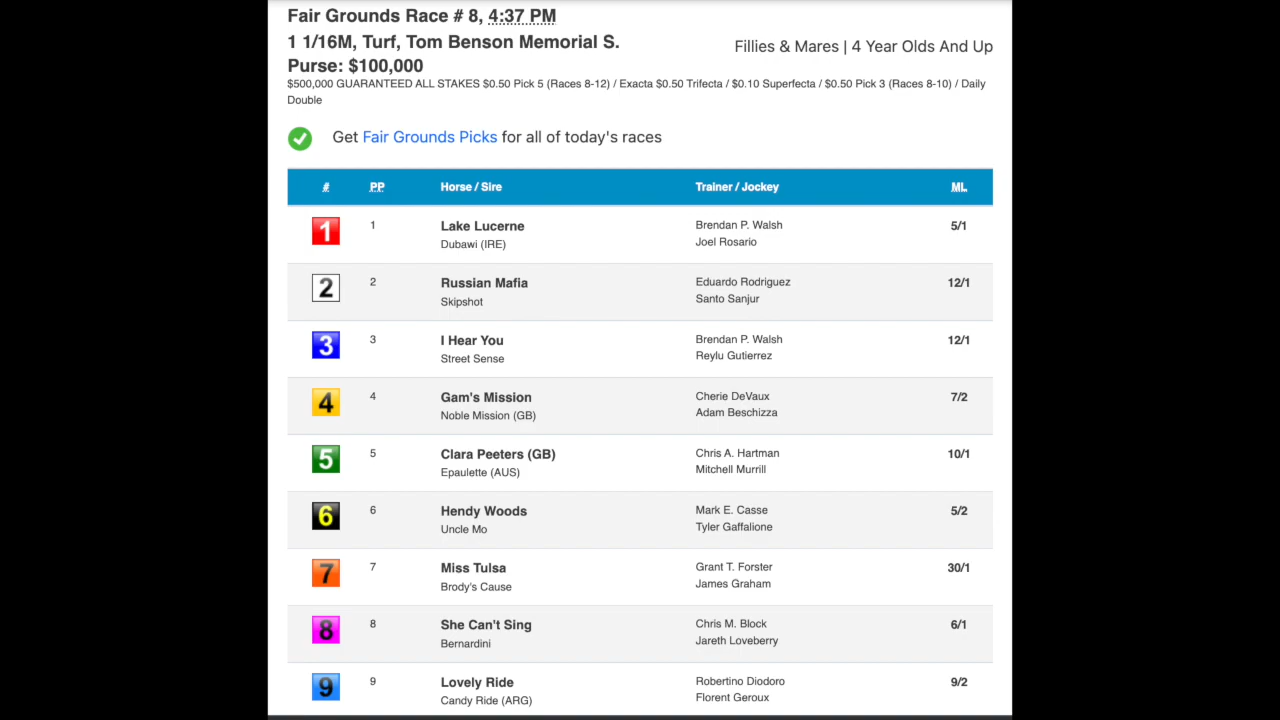 Fair Grounds Race # 8, 4:37 PM
1 1/16M, Turf, Tom Benson Memorial S.
Purse: $100,000
Fillies & Mares | 4 Year Olds And Up
$500,000 GUARANTEED ALL STAKES $0.50 Pick 5 (Races 8-12) / Exacta $0.50 Trifecta / $0.10 Superfecta / $0.50 Pick 3 (Races 8-10) / Daily
Double
Get Fair Grounds Picks for all of today's races
# PP Horse / Sire Trainer / Jockey ML
1 1 Lake Lucerne Brendan P. Walsh 5/1
Dubawi (IRE) Joel Rosario
2 2 Russian Mafia Eduardo Rodriguez 12/1
Skipshot Santo Sanjur
3 3 I Hear You Brendan P. Walsh 12/1
Street Sense Reylu Gutierrez
4 4 Gam's Mission Cherie DeVaux 7/2
Noble Mission (GB) Adam Beschizza
5 5 Clara Peeters (GB) Chris A. Hartman 10/1
Epaulette (AUS) Mitchell Murrill
6 6 Hendy Woods Mark E. Casse 5/2
Uncle Mo Tyler Gaffalione
7 7 Miss Tulsa Grant T. Forster 30/1
Brody's Cause James Graham
8 8 She Can't Sing Chris M. Block 6/1
Bernardini Jareth Loveberry
9 9 Lovely Ride Robertino Diodoro 9/2
Candy Ride (ARG) Florent Geroux